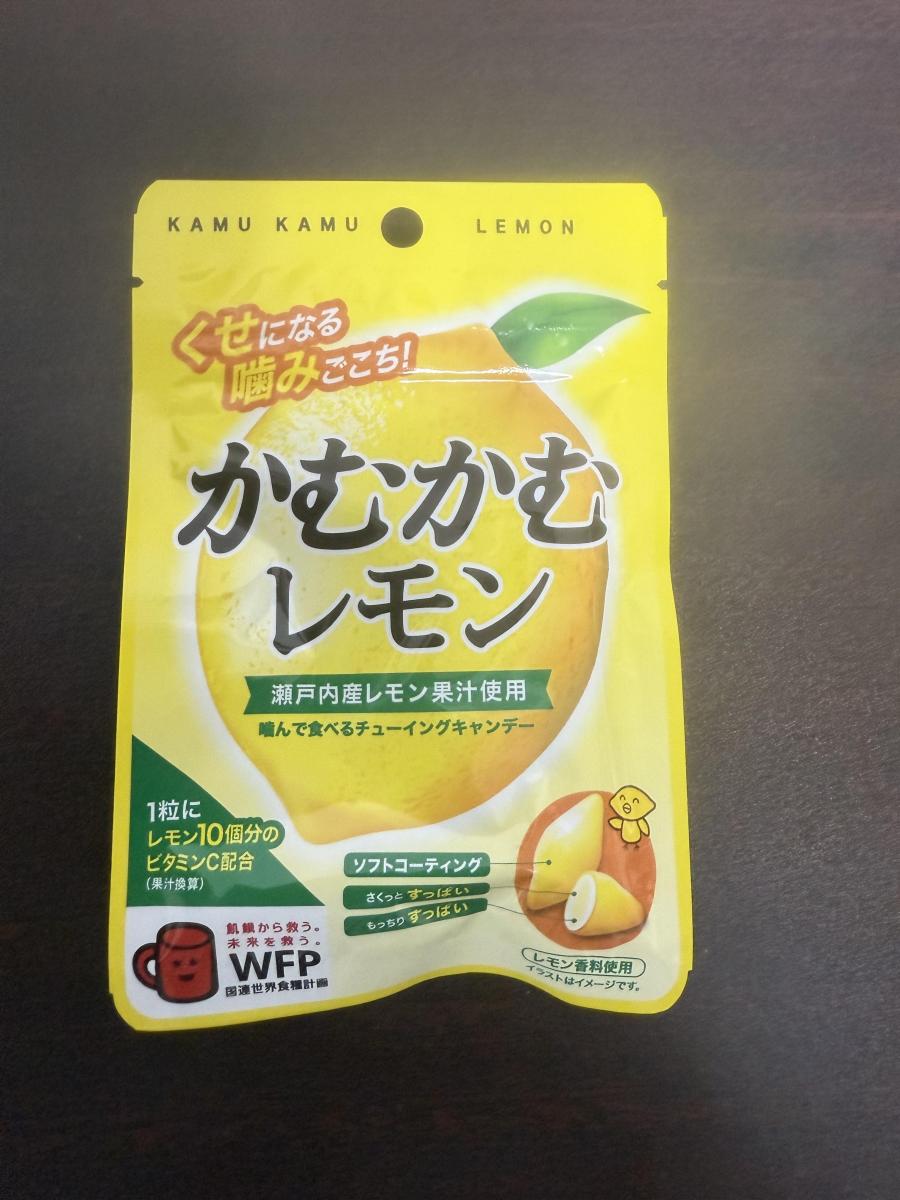 KAMU KAMU LEMON
くせになる
噛みごこち!
かむかむ
レモン
瀬戸内産レモン果汁使用
噛んで食べるチューイングキャンデー
1粒に
レモン10個分の
ビタミンC配合
(果汁換算)
ソフトコーティング
さくっとすっぱい
もっちりすっぱい
飢餓から救う。
未来を救う。
WFP
国連世界食糧計画
レモン香料使用
イラストはイメージです。